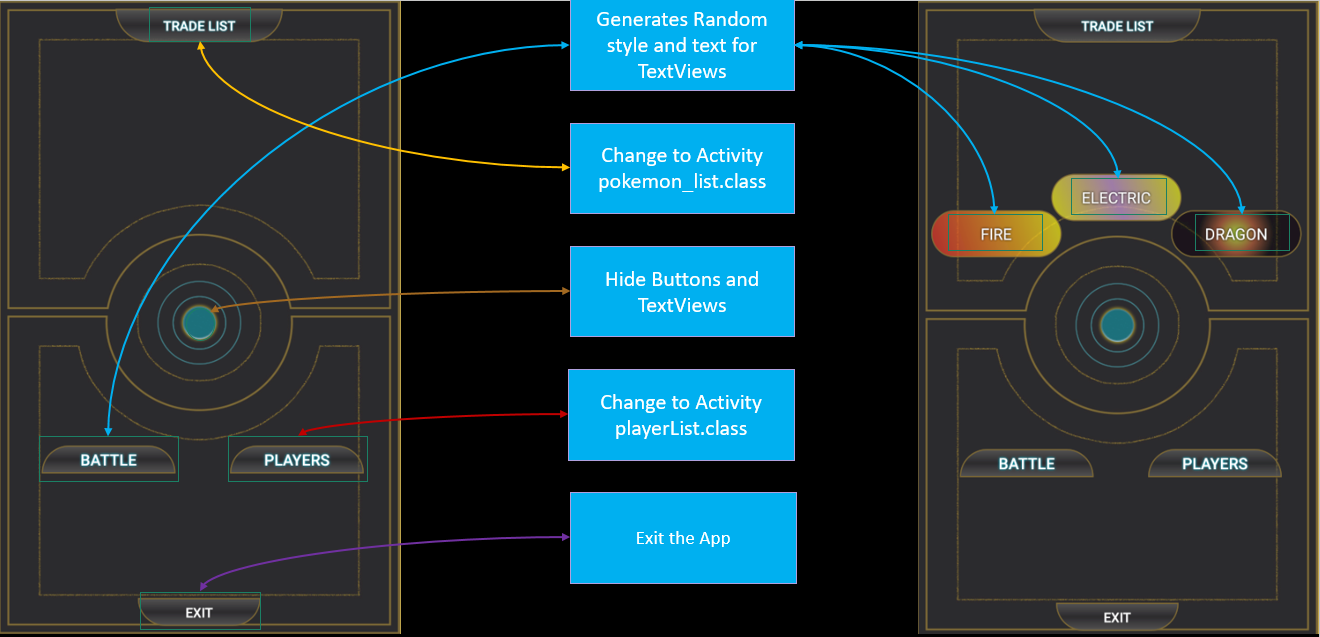 TRADE LIST
BATTLE
PLAYERS
EXIT
Generates Random
style and text for
TextViews
Change to Activity
pokemon_list.class
Hide Buttons and
TextViews
Change to Activity
playerList.class
Exit the App
TRADE LIST
ELECTRIC
FIRE
DRAGON
BATTLE
PLAYERS
EXIT